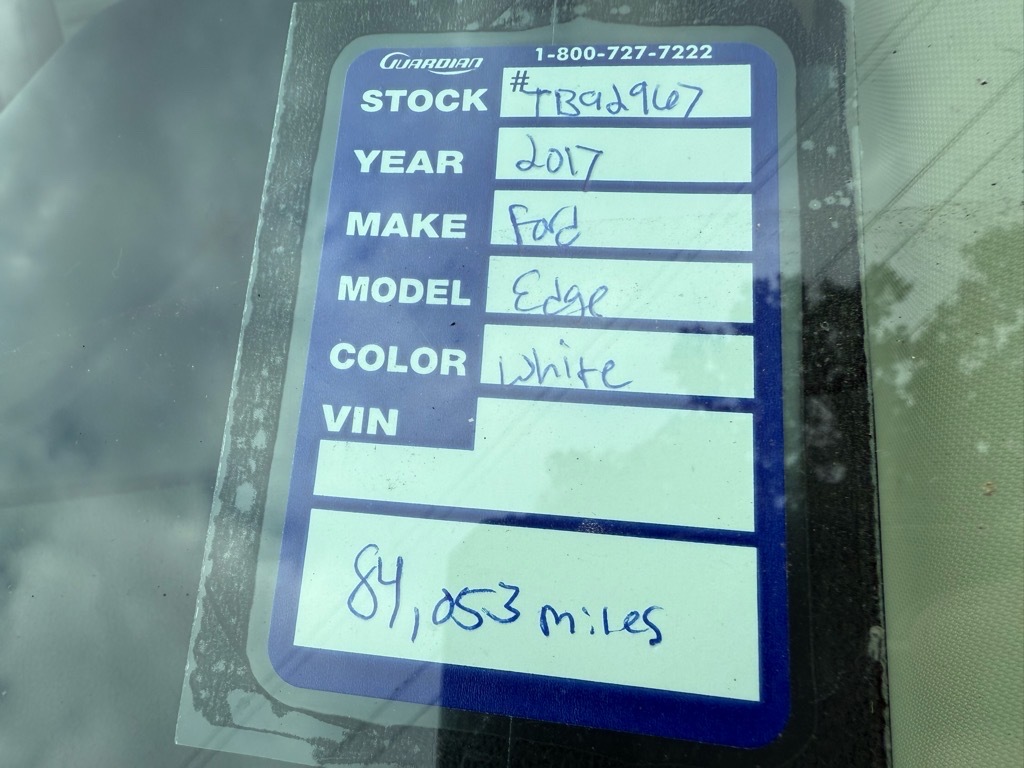 GUARDIAN 1-800-727-7222
STOCK # TB92967
YEAR 2017
MAKE Ford
MODEL Edge
COLOR White
VIN
84,053 miles